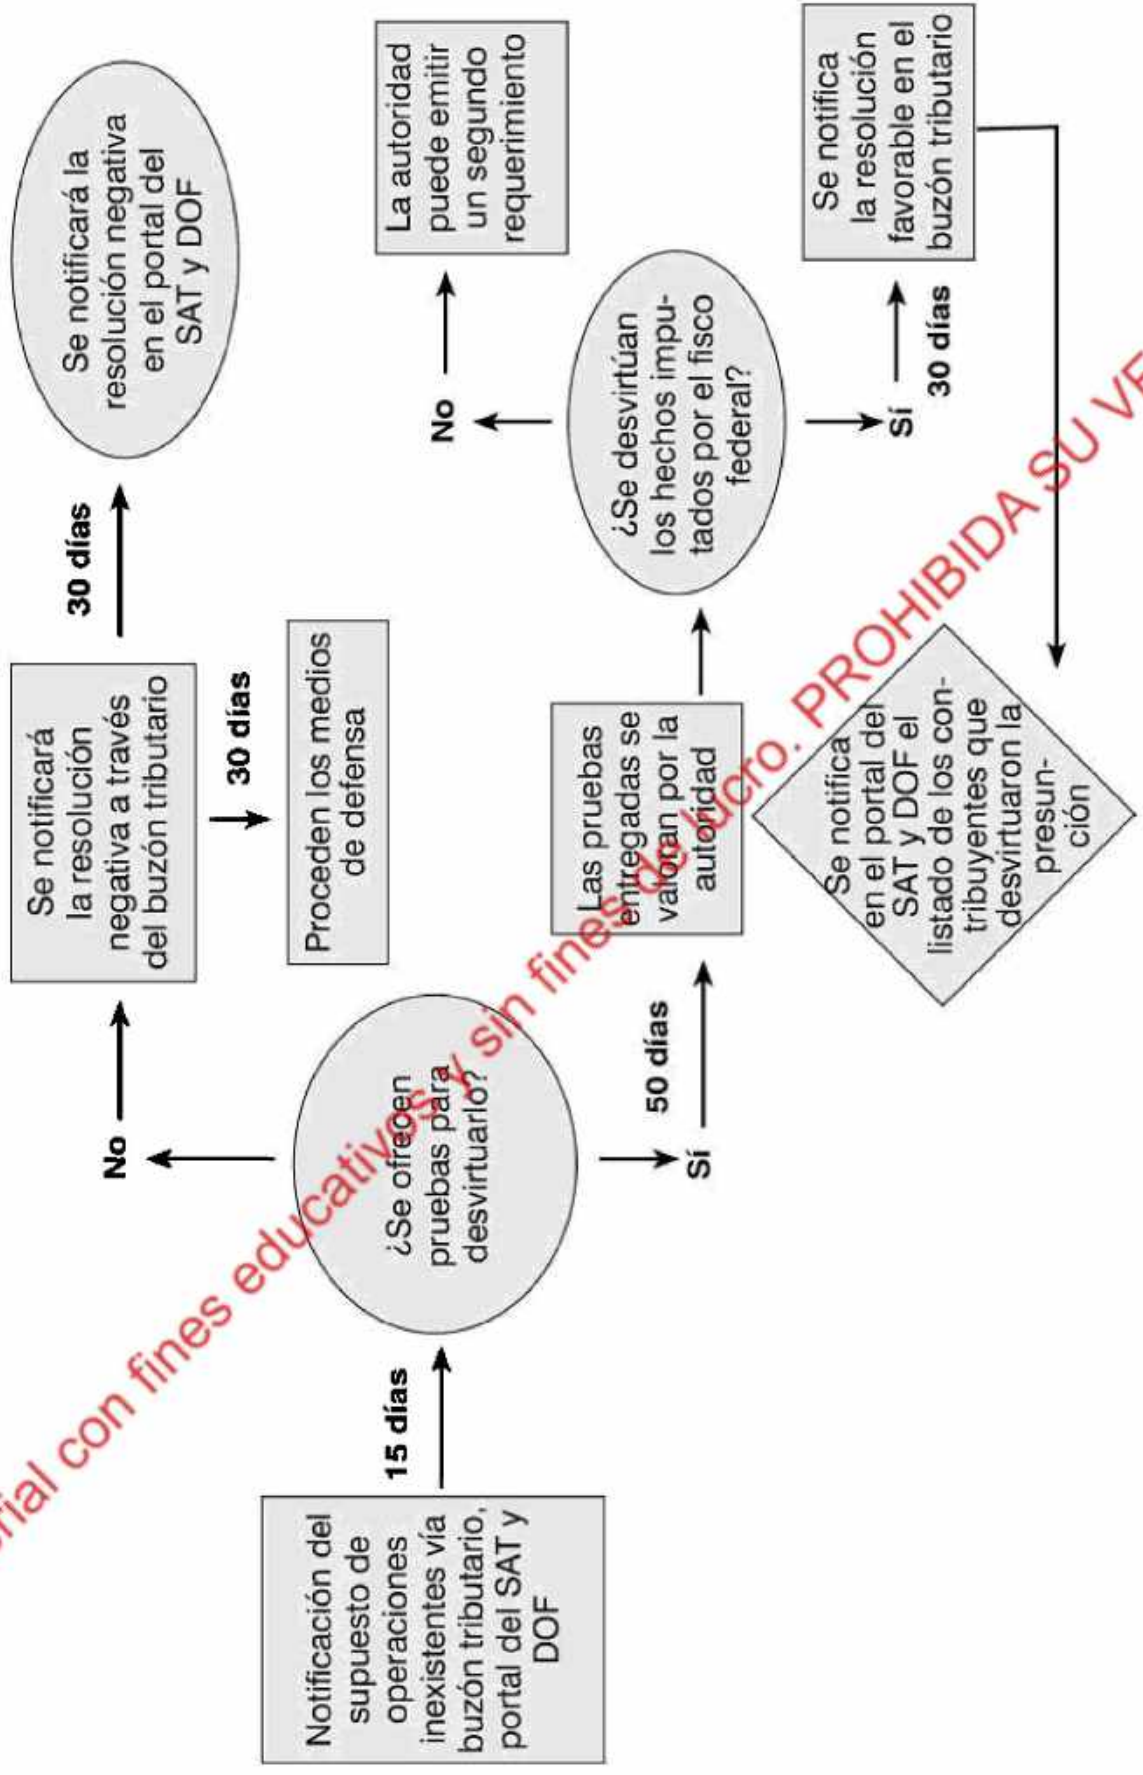 Notificación del
supuesto de
operaciones
inexistentes vía
buzón tributario,
portal del SAT y
DOF
15 días
¿Se ofrecen
pruebas para
desvirtuarlo?
No
Se notificará
la resolución
negativa a través
del buzón tributario
30 días
Se notificará la
resolución negativa
en el portal del
SAT y DOF
30 días
Proceden los medios
de defensa
Sí
50 días
Las pruebas
entregadas se
valoran por la
autoridad
¿Se desvirtúan
los hechos impu-
tados por el fisco
federal?
No
La autoridad
puede emitir
un segundo
requerimiento
Sí
30 días
Se notifica
la resolución
favorable en el
buzón tributario
Se notifica
en el portal del
SAT y DOF el
listado de los con-
tribuyentes que
desvirtuaron la
presun-
ción
con fines educativos y sin fines de lucro. PROHIBIDA SU